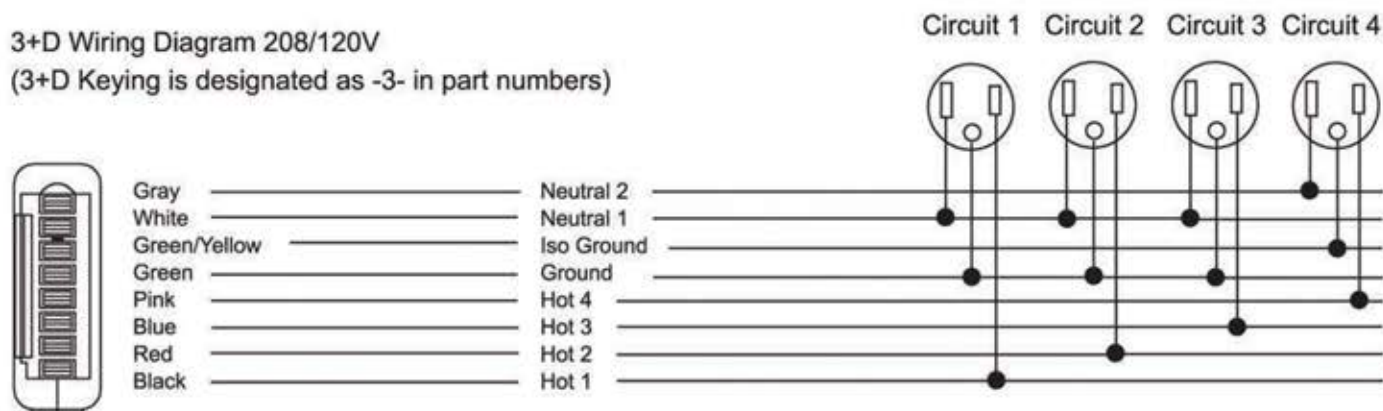 3+D Wiring Diagram 208/120V
(3+D Keying is designated as -3- in part numbers)
Circuit 1 Circuit 2 Circuit 3 Circuit 4
Gray Neutral 2
White Neutral 1
Green/Yellow Iso Ground
Green Ground
Pink Hot 4
Blue Hot 3
Red Hot 2
Black Hot 1